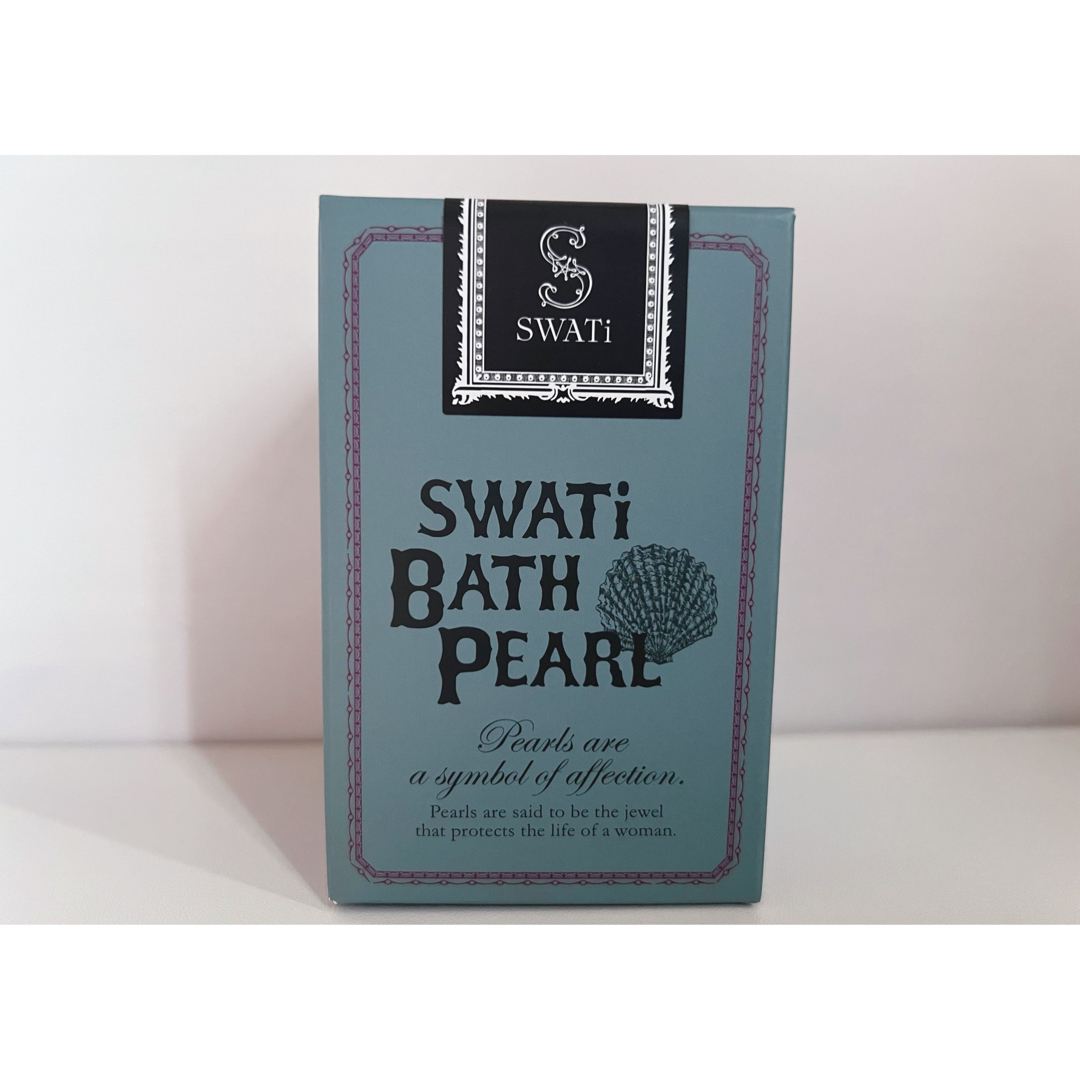 S
SWATi
SWATi
BATH
PEARL
Pearls are
a symbol of affection.
Pearls are said to be the jewel
that protects the life of a woman.